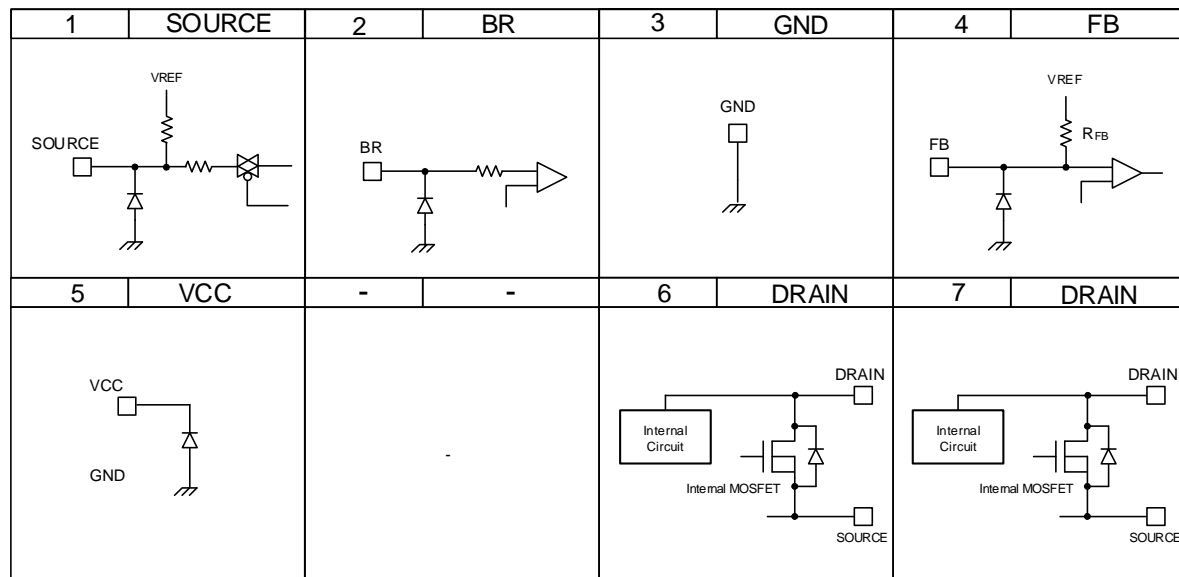 1 SOURCE 2 BR 3 GND 4 FB
VREF
SOURCE
BR
GND
VREF
RFB
FB
5 VCC - - 6 DRAIN 7 DRAIN
VCC
GND
-
DRAIN
Internal
Circuit
Internal MOSFET
SOURCE
DRAIN
Internal
Circuit
Internal MOSFET
SOURCE